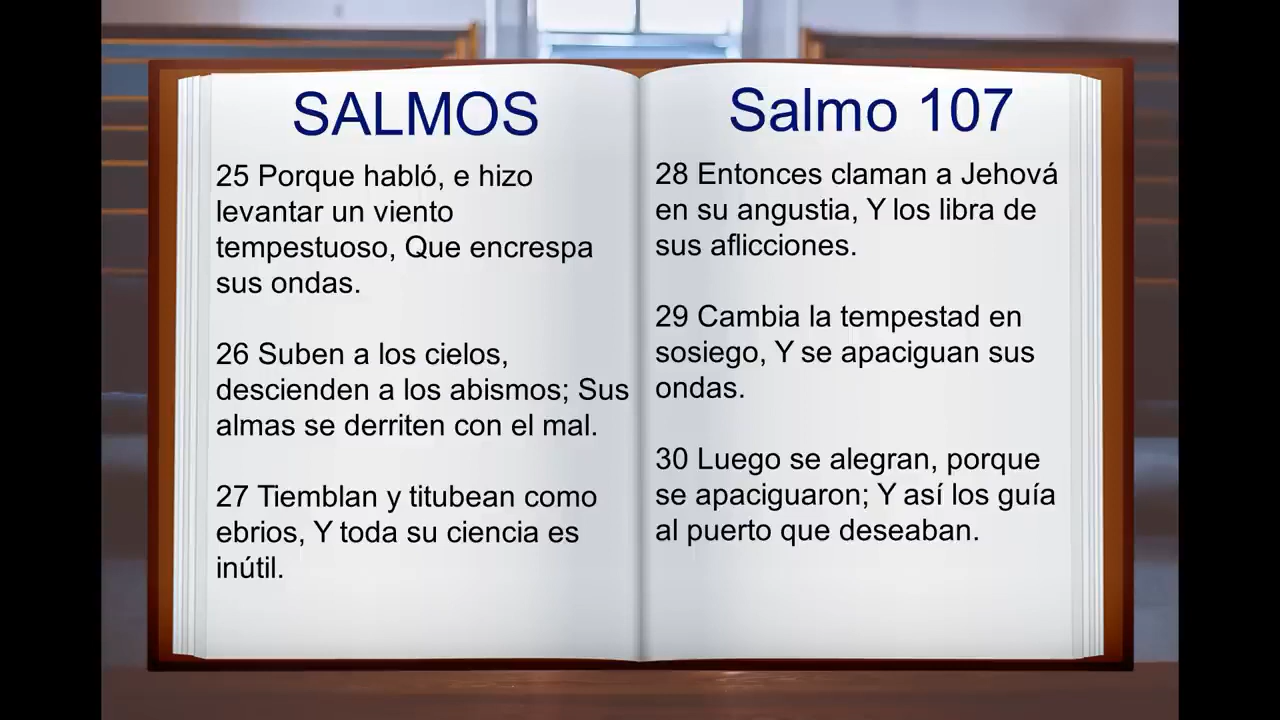 SALMOS
25 Porque habló, e hizo
levantar un viento
tempestuoso, Que encrespa
sus ondas.
26 Suben a los cielos,
descienden a los abismos; Sus
almas se derriten con el mal.
27 Tiemblan y titubean como
ebrios, Y toda su ciencia es
inútil.
Salmo 107
28 Entonces claman a Jehová
en su angustia, Y los libra de
sus aflicciones.
29 Cambia la tempestad en
sosiego, Y se apaciguan sus
ondas.
30 Luego se alegran, porque
se apaciguaron; Y así los guía
al puerto que deseaban.